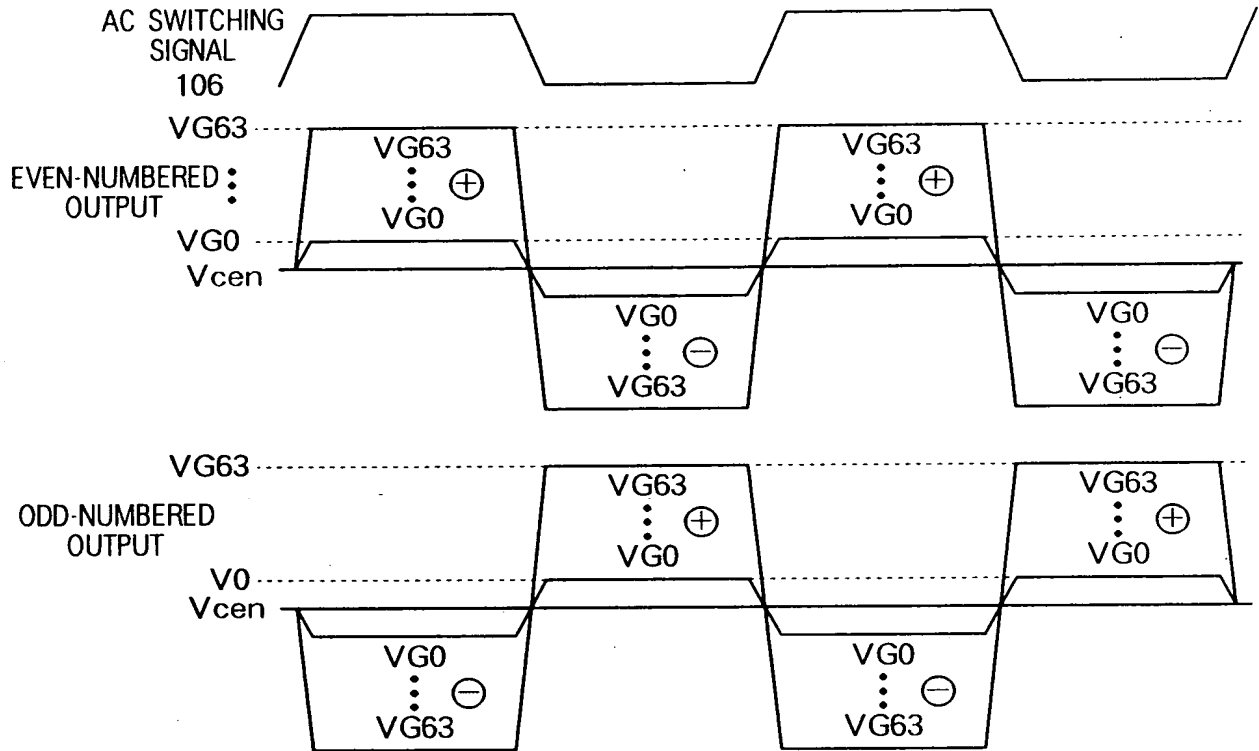 AC SWITCHING
SIGNAL
106
VG63
VG63
VG63
EVEN-NUMBERED
OUTPUT
+
+
VG0
VG0
VG0
Vcen
VG0
VG0
−
−
VG63
VG63
VG63
VG63
VG63
ODD-NUMBERED
OUTPUT
+
+
VG0
VG0
V0
Vcen
VG0
VG0
−
−
VG63
VG63